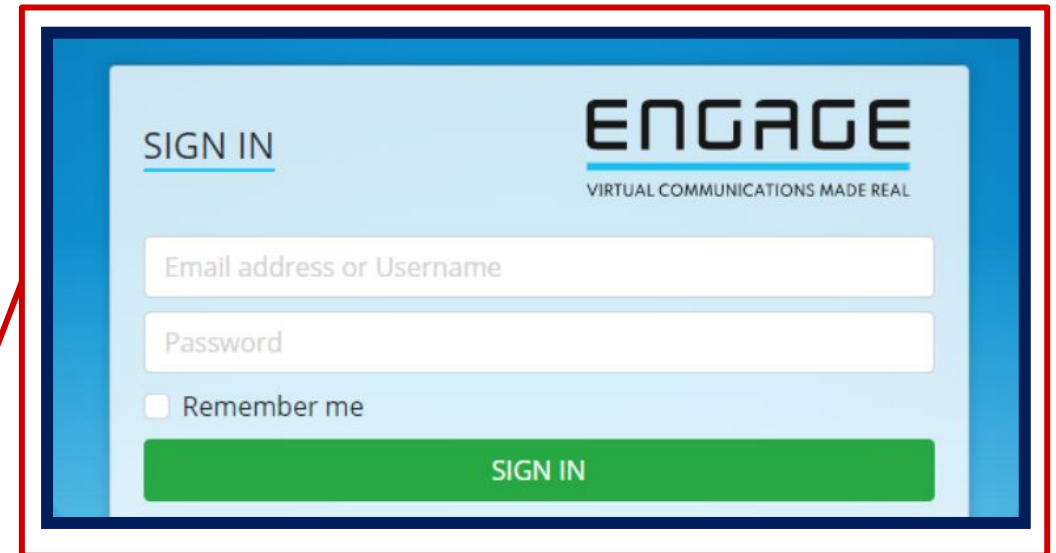 SIGN IN
ENGAGE
VIRTUAL COMMUNICATIONS MADE REAL
Email address or Username
Password
Remember me
SIGN IN